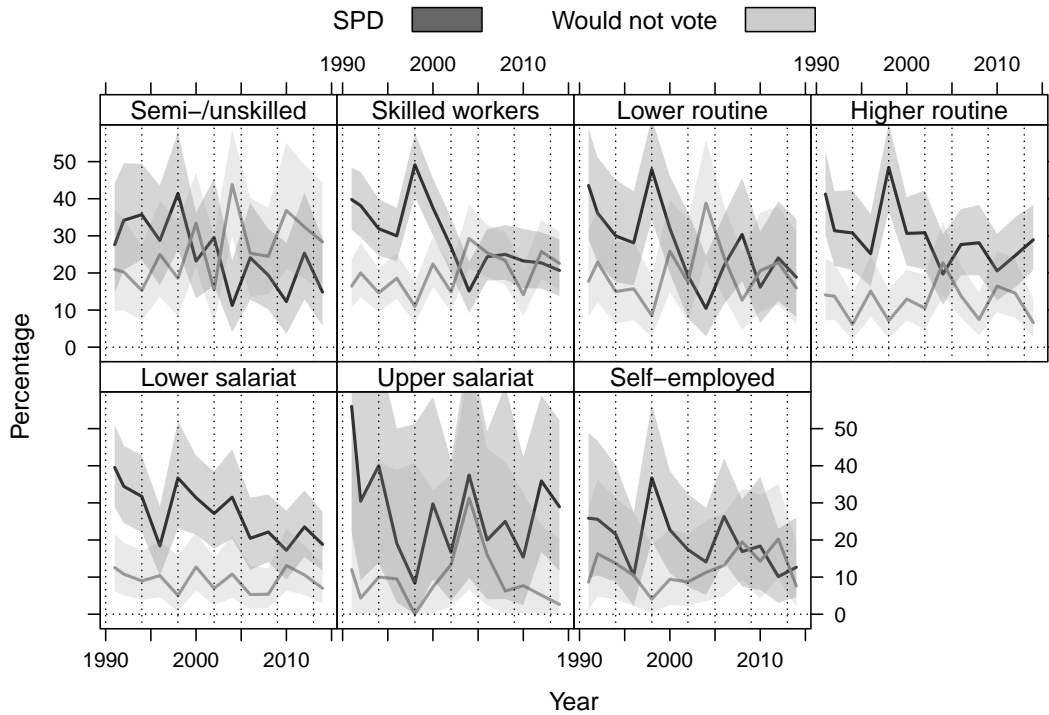 SPD Would not vote
1990 2000 2010 1990 2000 2010
Semi−/unskilled Skilled workers Lower routine Higher routine
50
40
30
20
10
0
Percentage
Lower salariat Upper salariat Self−employed
50
40
30
20
10
0
1990 2000 2010 1990 2000 2010
Year